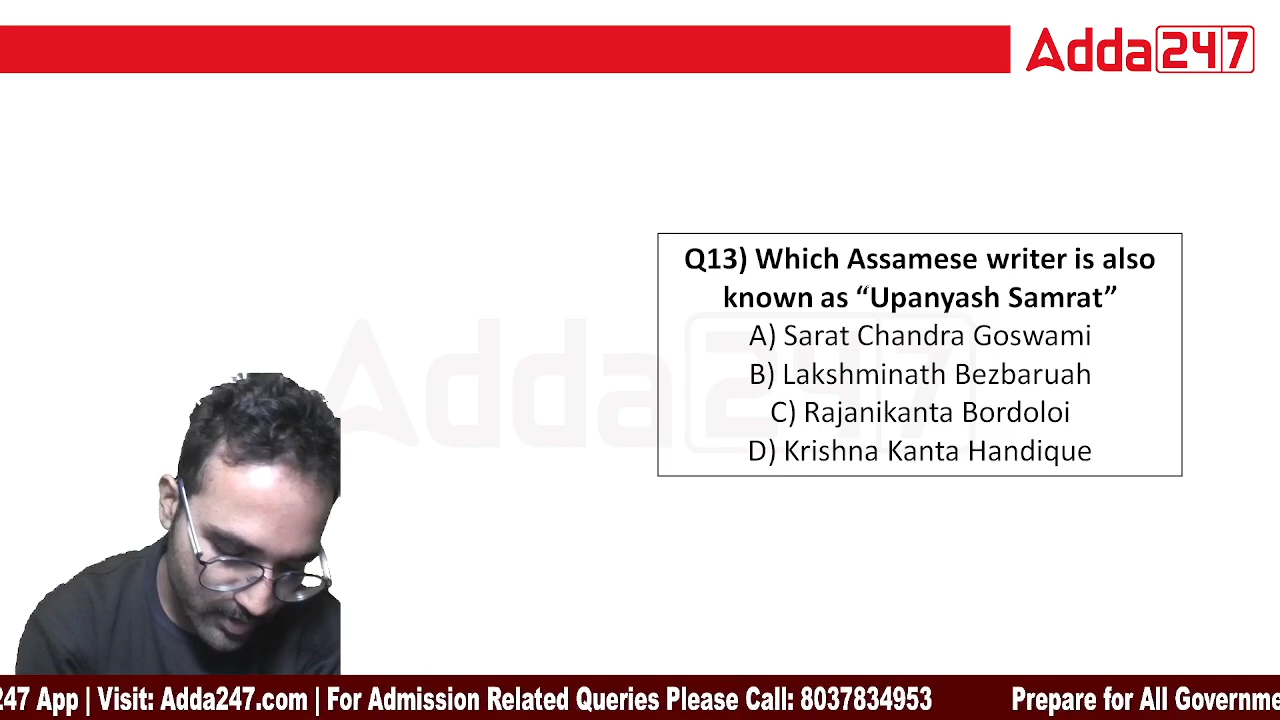 Adda247
Q13) Which Assamese writer is also
known as “Upanyash Samrat”
A) Sarat Chandra Goswami
B) Lakshminath Bezbaruah
C) Rajanikanta Bordoloi
D) Krishna Kanta Handique
Adda247
247 App | Visit: Adda247.com | For Admission Related Queries Please Call: 8037834953 Prepare for All Governme